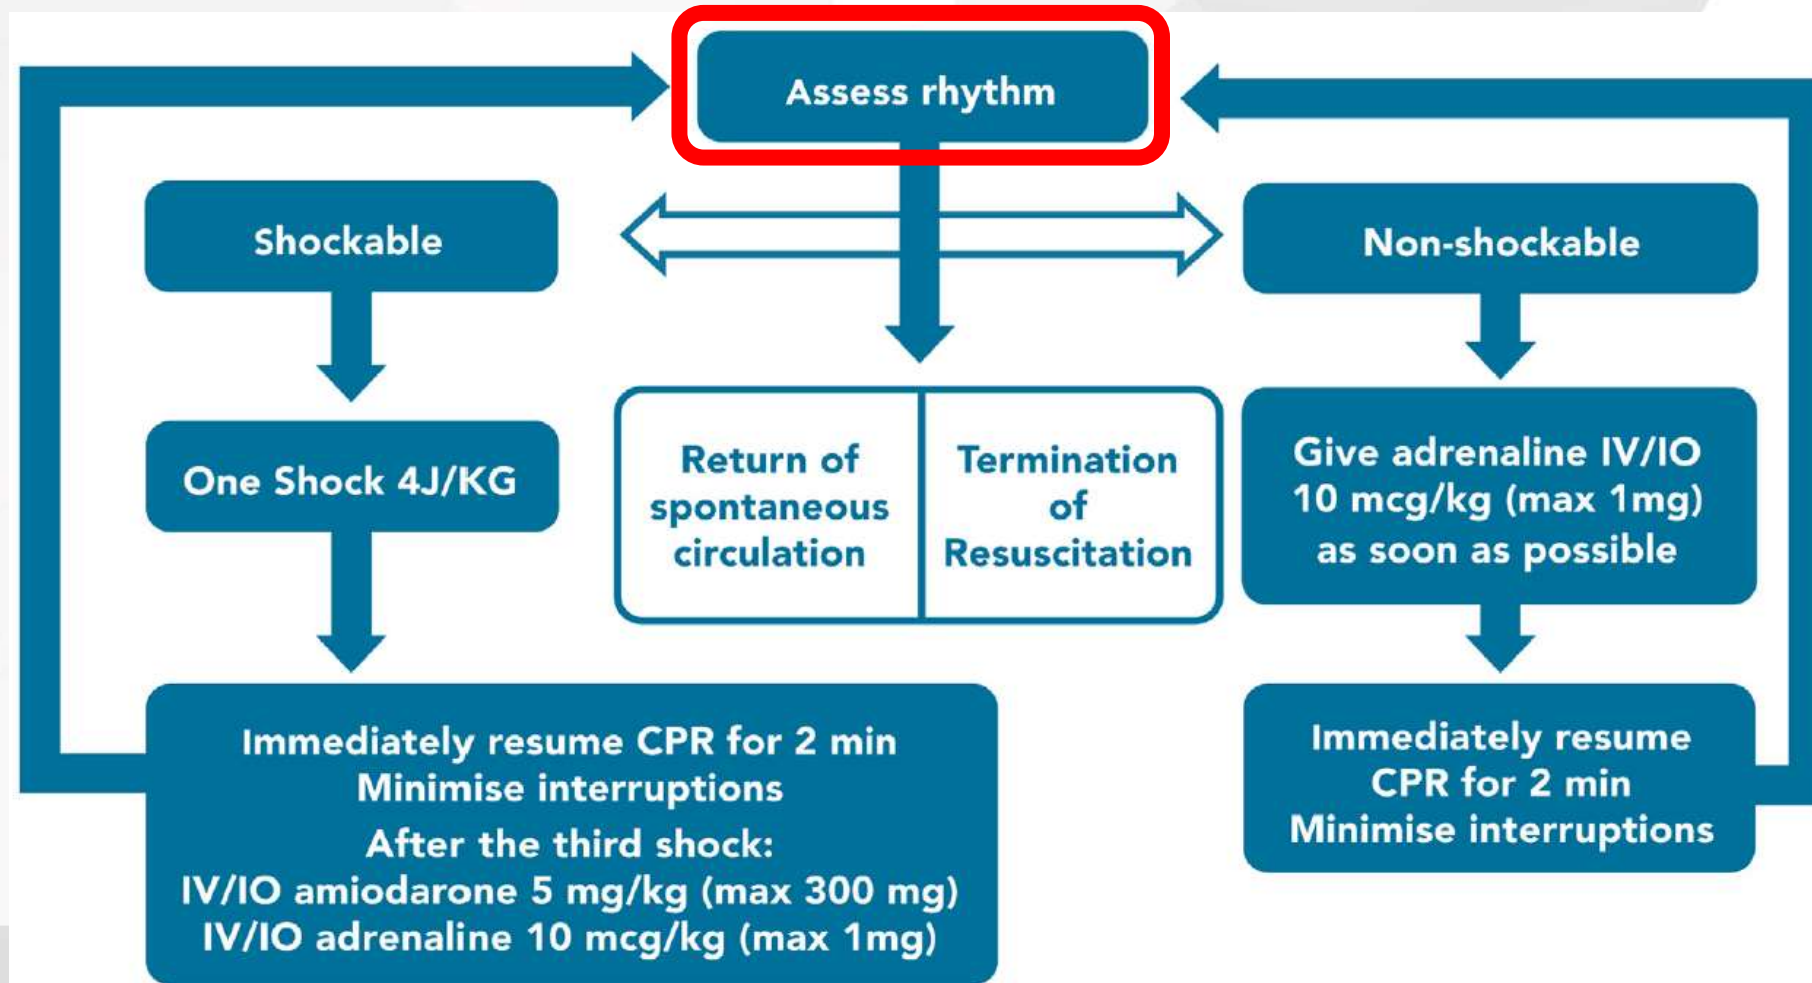 Assess rhythm
Shockable
Non-shockable
One Shock 4J/KG
Return of
spontaneous
circulation
Termination
of
Resuscitation
Give adrenaline IV/IO
10 mcg/kg (max 1mg)
as soon as possible
Immediately resume CPR for 2 min
Minimise interruptions
After the third shock:
IV/IO amiodarone 5 mg/kg (max 300 mg)
IV/IO adrenaline 10 mcg/kg (max 1mg)
Immediately resume
CPR for 2 min
Minimise interruptions